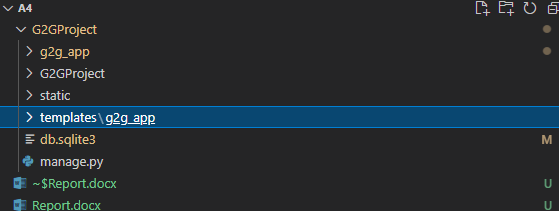 A4
G2GProject
g2g_app
G2GProject
static
templates\g2g_app
db.sqlite3 M
manage.py
~$Report.docx U
Report.docx U